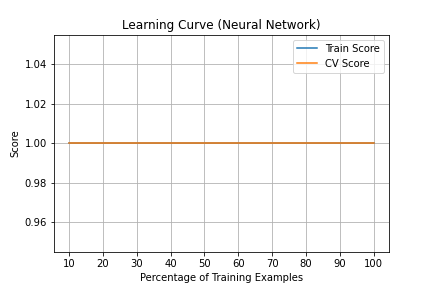 Learning Curve (Neural Network)
Train Score
CV Score
1.04
1.02
1.00
0.98
0.96
Score
10 20 30 40 50 60 70 80 90 100
Percentage of Training Examples